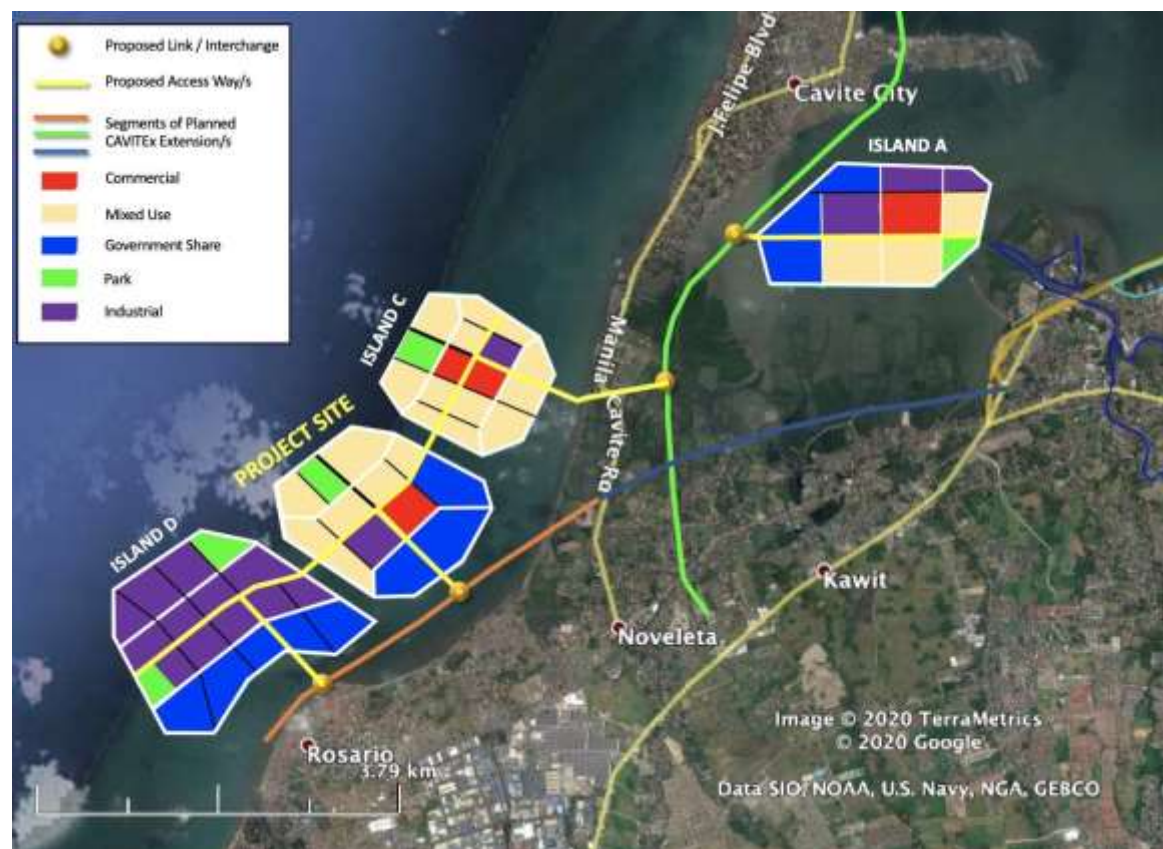 Proposed Link / Interchange
Proposed Access Way/s
Segments of Planned
CAVITEx Extension/s
Commercial
Mixed Use
Government Share
Park
Industrial
J.Felipe Blvd
Cavite City
ISLAND A
ISLAND C
Manila-Cavite Rd
PROJECT SITE
ISLAND D
Kawit
Noveleta
Rosario
3.79 km
Image © 2020 TerraMetrics
© 2020 Google
Data SIO, NOAA, U.S. Navy, NGA, GEBCO